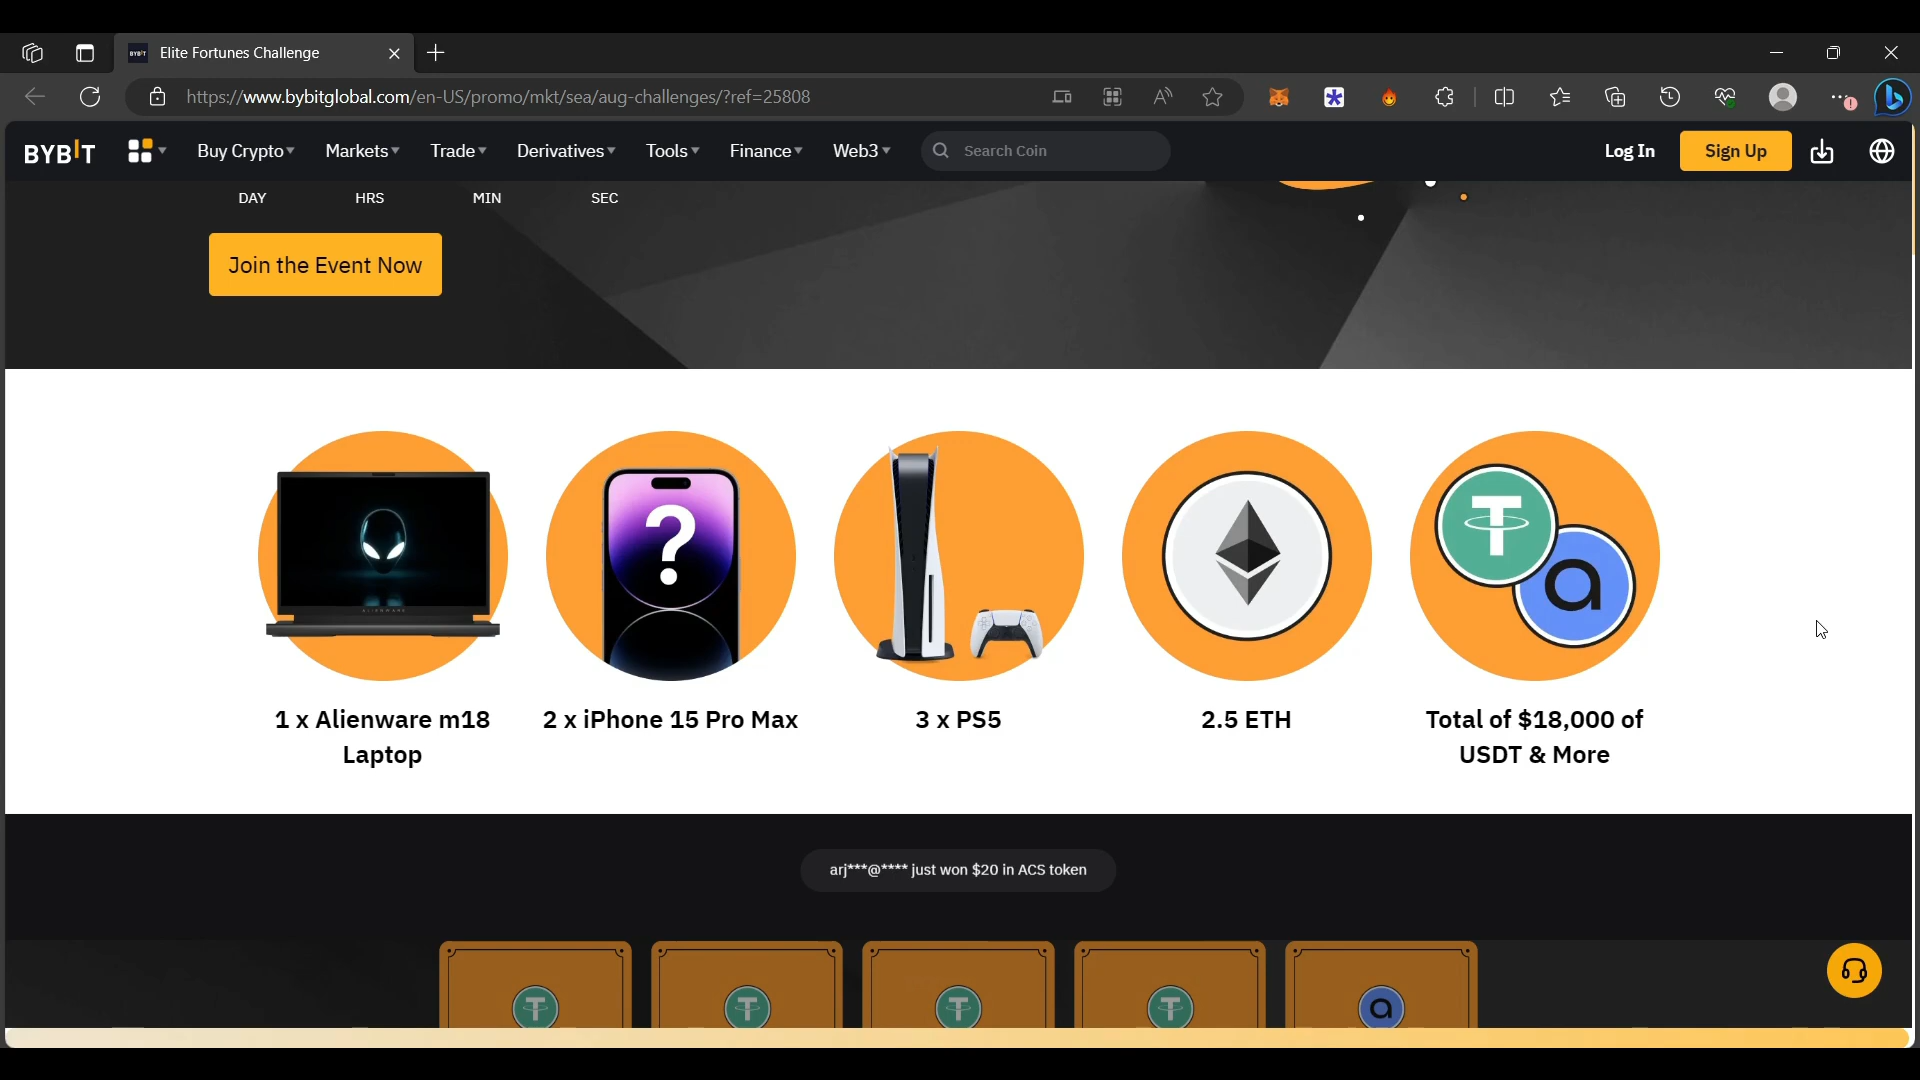 Elite Fortunes Challenge
https://www.bybitglobal.com/en-US/promo/mkt/sea/aug-challenges/?ref=25808
BYBIT Buy Crypto Markets Trade Derivatives Tools Finance Web3 Search Coin Log In Sign Up
DAY HRS MIN SEC
Join the Event Now
1 x Alienware m18
Laptop
2 x iPhone 15 Pro Max
3 x PS5
2.5 ETH
Total of $18,000 of
USDT & More
arj***@**** just won $20 in ACS token